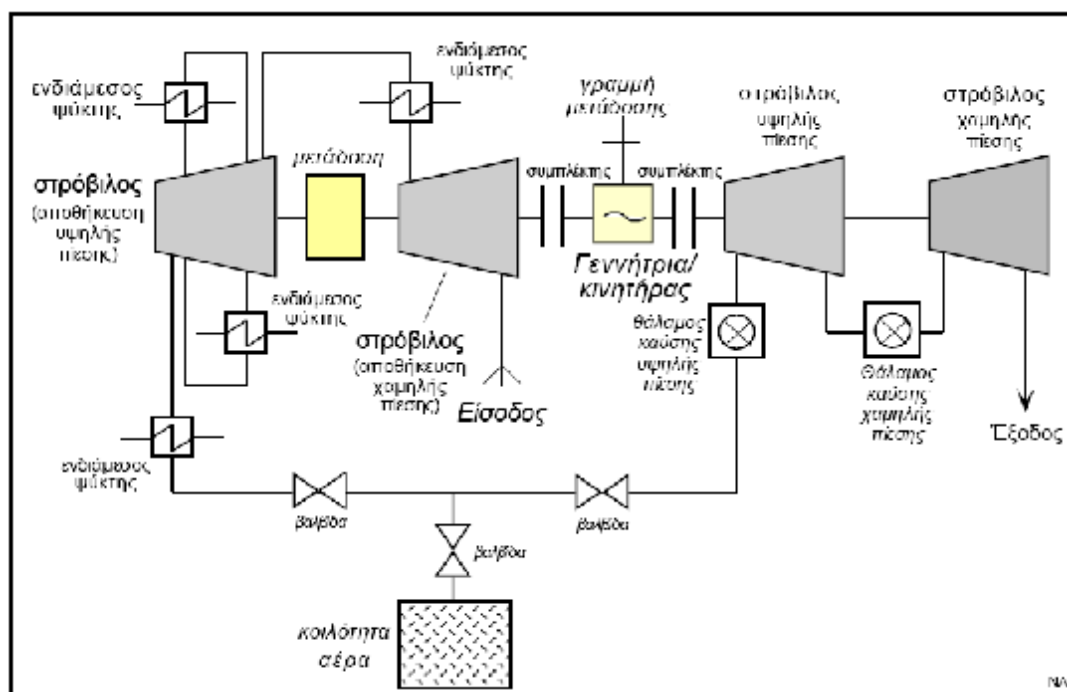 ενδιάμεσος
ψύκτης
ενδιάμεσος
ψύκτης
γραμμή
μετάδοσης
στρόβιλος
υψηλής
πίεσης
στρόβιλος
χαμηλής
πίεσης
μετάδοση
συμπλέκτης
συμπλέκτης
στρόβιλος
(αποθήκευση
υψηλής
πίεσης)
Γεννήτρια/
κινητήρας
ενδιάμεσος
ψύκτης
στρόβιλος
(αποθήκευση
χαμηλής
πίεσης)
Είσοδος
θάλαμος
καύσης
υψηλής
πίεσης
Θάλαμος
καύσης
χαμηλής
πίεσης
Έξοδος
ενδιάμεσος
ψύκτης
βαλβίδα
βαλβίδα
βαλβίδα
κοιλότητα
αέρα